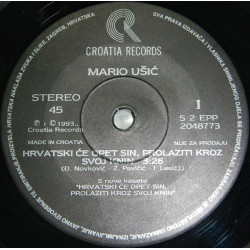 CROATIA RECORDS
MARIO UŠIĆ
STEREO
45
1
S 2 EPP
2048773
℗ i © 1993.
Croatia Records
MADE IN CROATIA
NIJE ZA PRODAJU
HRVATSKI ĆE OPET SIN, PROLAZITI KROZ
SVOJ KNIN 3:26
(D. Novković - Z. Pavičić - I. Lasić)
S nove kasete
"HRVATSKI ĆE OPET SIN,
PROLAZITI KROZ SVOJ KNIN"